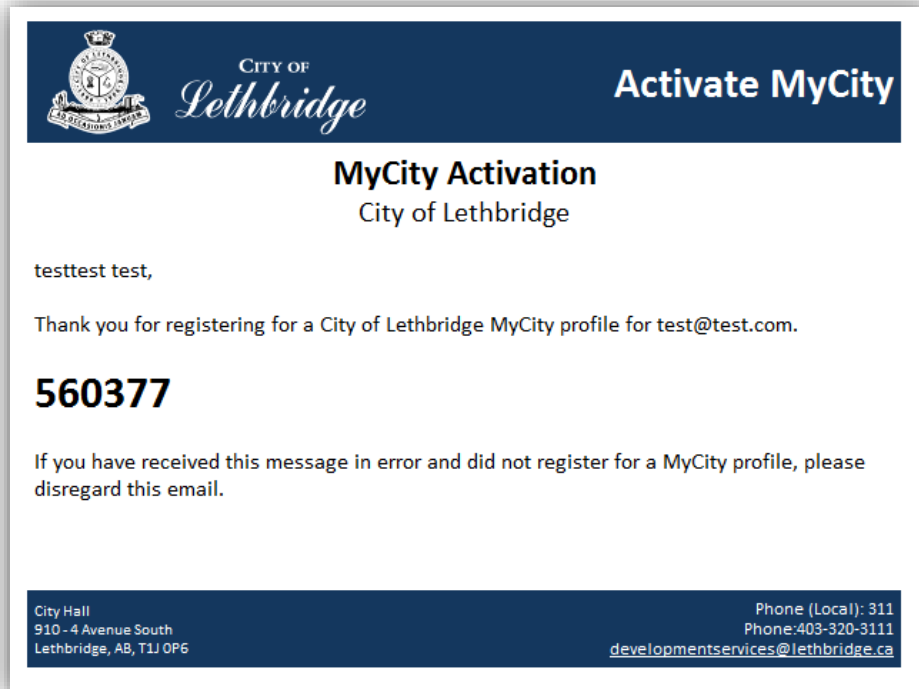 CITY OF
Lethbridge
Activate MyCity
MyCity Activation
City of Lethbridge
testtest test,
Thank you for registering for a City of Lethbridge MyCity profile for test@test.com.
560377
If you have received this message in error and did not register for a MyCity profile, please
disregard this email.
City Hall
910 - 4 Avenue South
Lethbridge, AB, T1J 0P6
Phone (Local): 311
Phone:403-320-3111
developmentservices@lethbridge.ca